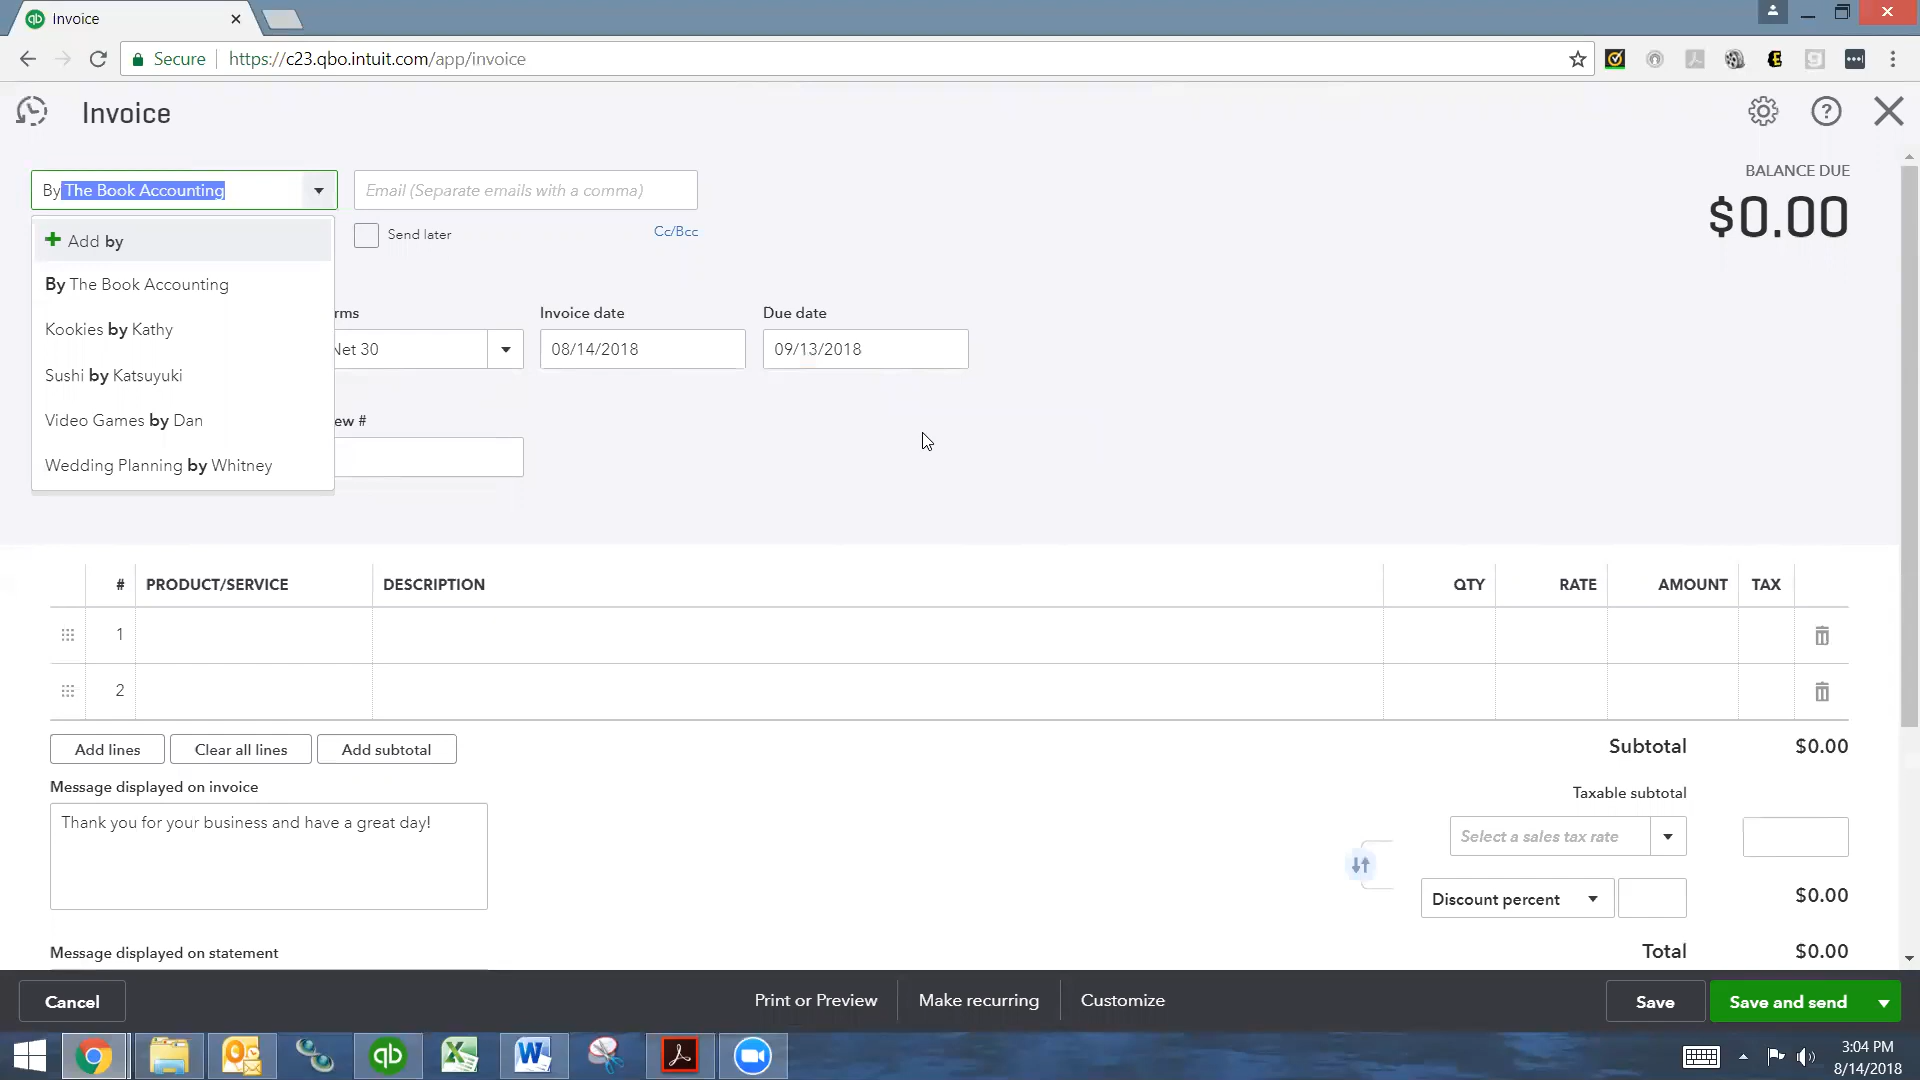 Invoice
Secure https://c23.qbo.intuit.com/app/invoice
Invoice
BALANCE DUE
$0.00
By The Book Accounting
Email (Separate emails with a comma)
Send later
Cc/Bcc
Add by
By The Book Accounting
Kookies by Kathy
Sushi by Katsuyuki
Video Games by Dan
Wedding Planning by Whitney
rms
Net 30
Invoice date
08/14/2018
Due date
09/13/2018
ew #
# PRODUCT/SERVICE DESCRIPTION QTY RATE AMOUNT TAX
1
2
Add lines Clear all lines Add subtotal
Subtotal $0.00
Message displayed on invoice
Thank you for your business and have a great day!
Taxable subtotal
Select a sales tax rate
Discount percent
$0.00
Message displayed on statement
Total $0.00
Cancel Print or Preview Make recurring Customize Save Save and send
3:04 PM
8/14/2018